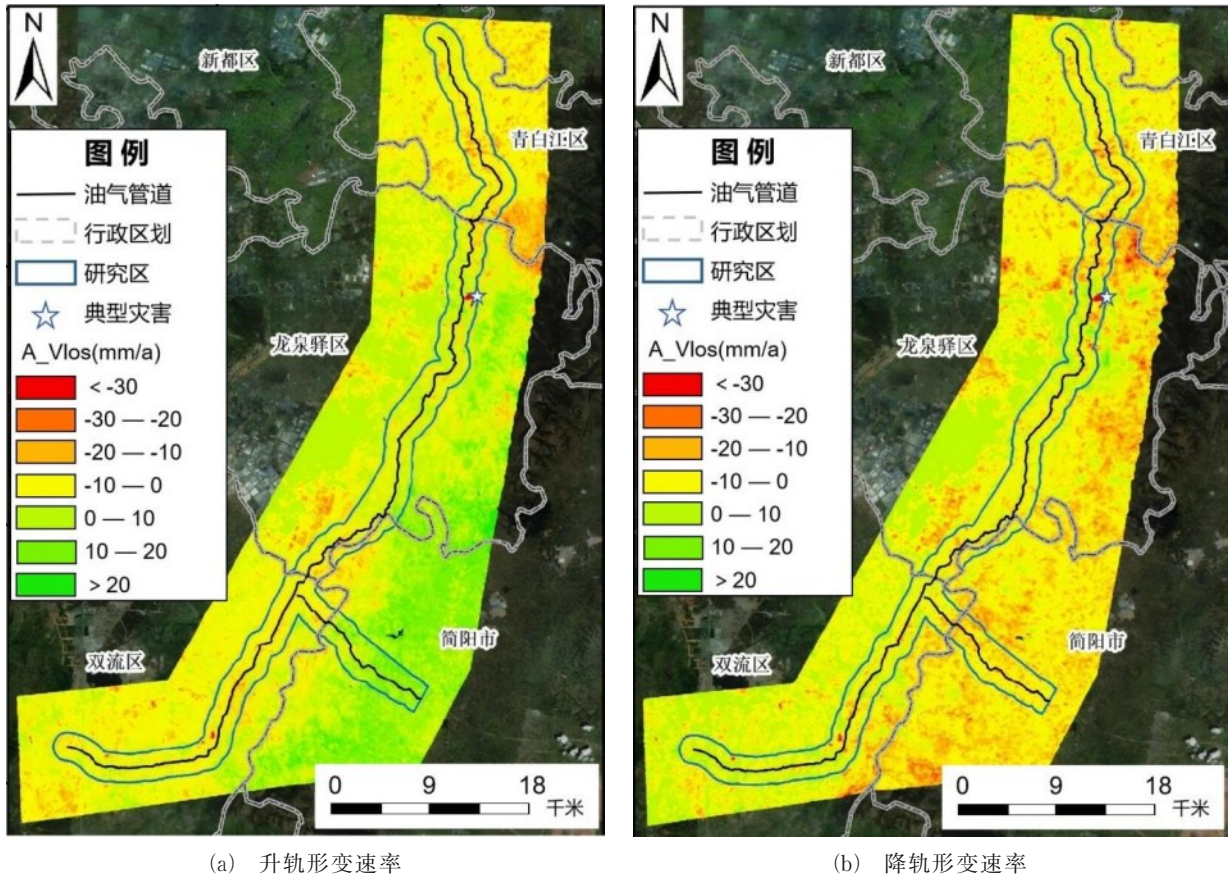 N
新都区
青白江区
图例
油气管道
行政区划
研究区
典型灾害
A_Vlos(mm/a)
< -30
-30 — -20
-20 — -10
-10 — 0
0 — 10
10 — 20
> 20
龙泉驿区
简阳市
双流区
0 9 18
千米
(a) 升轨形变速率
N
新都区
青白江区
图例
油气管道
行政区划
研究区
典型灾害
A_Vlos(mm/a)
< -30
-30 — -20
-20 — -10
-10 — 0
0 — 10
10 — 20
> 20
龙泉驿区
简阳市
双流区
0 9 18
千米
(b) 降轨形变速率